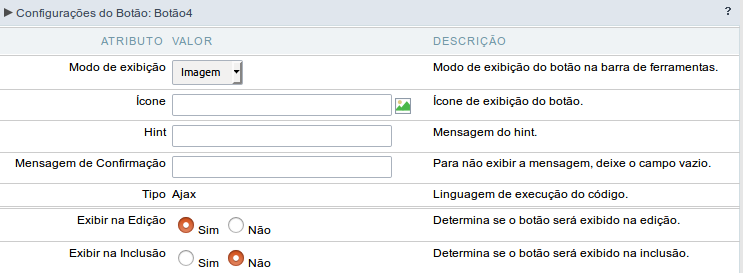 Configurações do Botão: Botão4 ?
ATRIBUTO VALOR DESCRIÇÃO
Modo de exibição Imagem Modo de exibição do botão na barra de ferramentas.
Ícone Ícone de exibição do botão.
Hint Mensagem do hint.
Mensagem de Confirmação Para não exibir a mensagem, deixe o campo vazio.
Tipo Ajax Linguagem de execução do código.
Exibir na Edição Sim Não Determina se o botão será exibido na edição.
Exibir na Inclusão Sim Não Determina se o botão será exibido na inclusão.